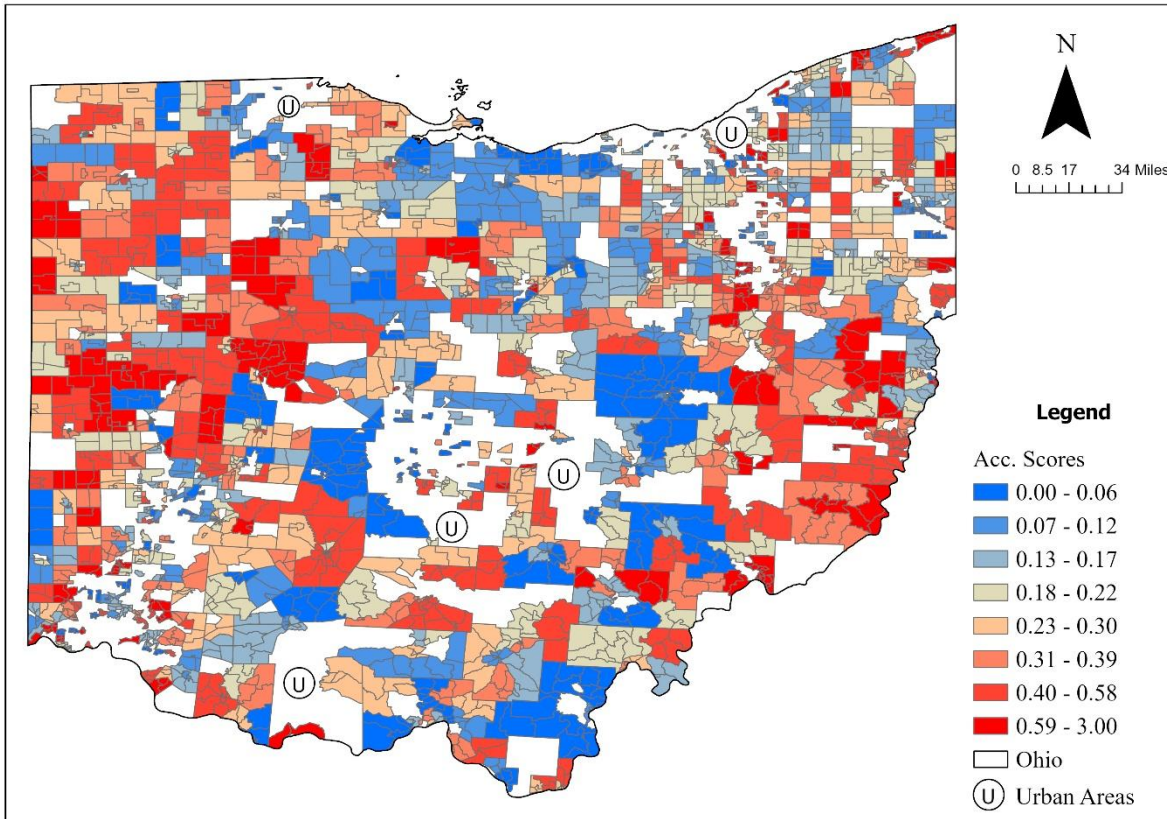 U
U
U
U
U
N
0 8.5 17 34 Miles
Legend
Acc. Scores
0.00 - 0.06
0.07 - 0.12
0.13 - 0.17
0.18 - 0.22
0.23 - 0.30
0.31 - 0.39
0.40 - 0.58
0.59 - 3.00
Ohio
U Urban Areas